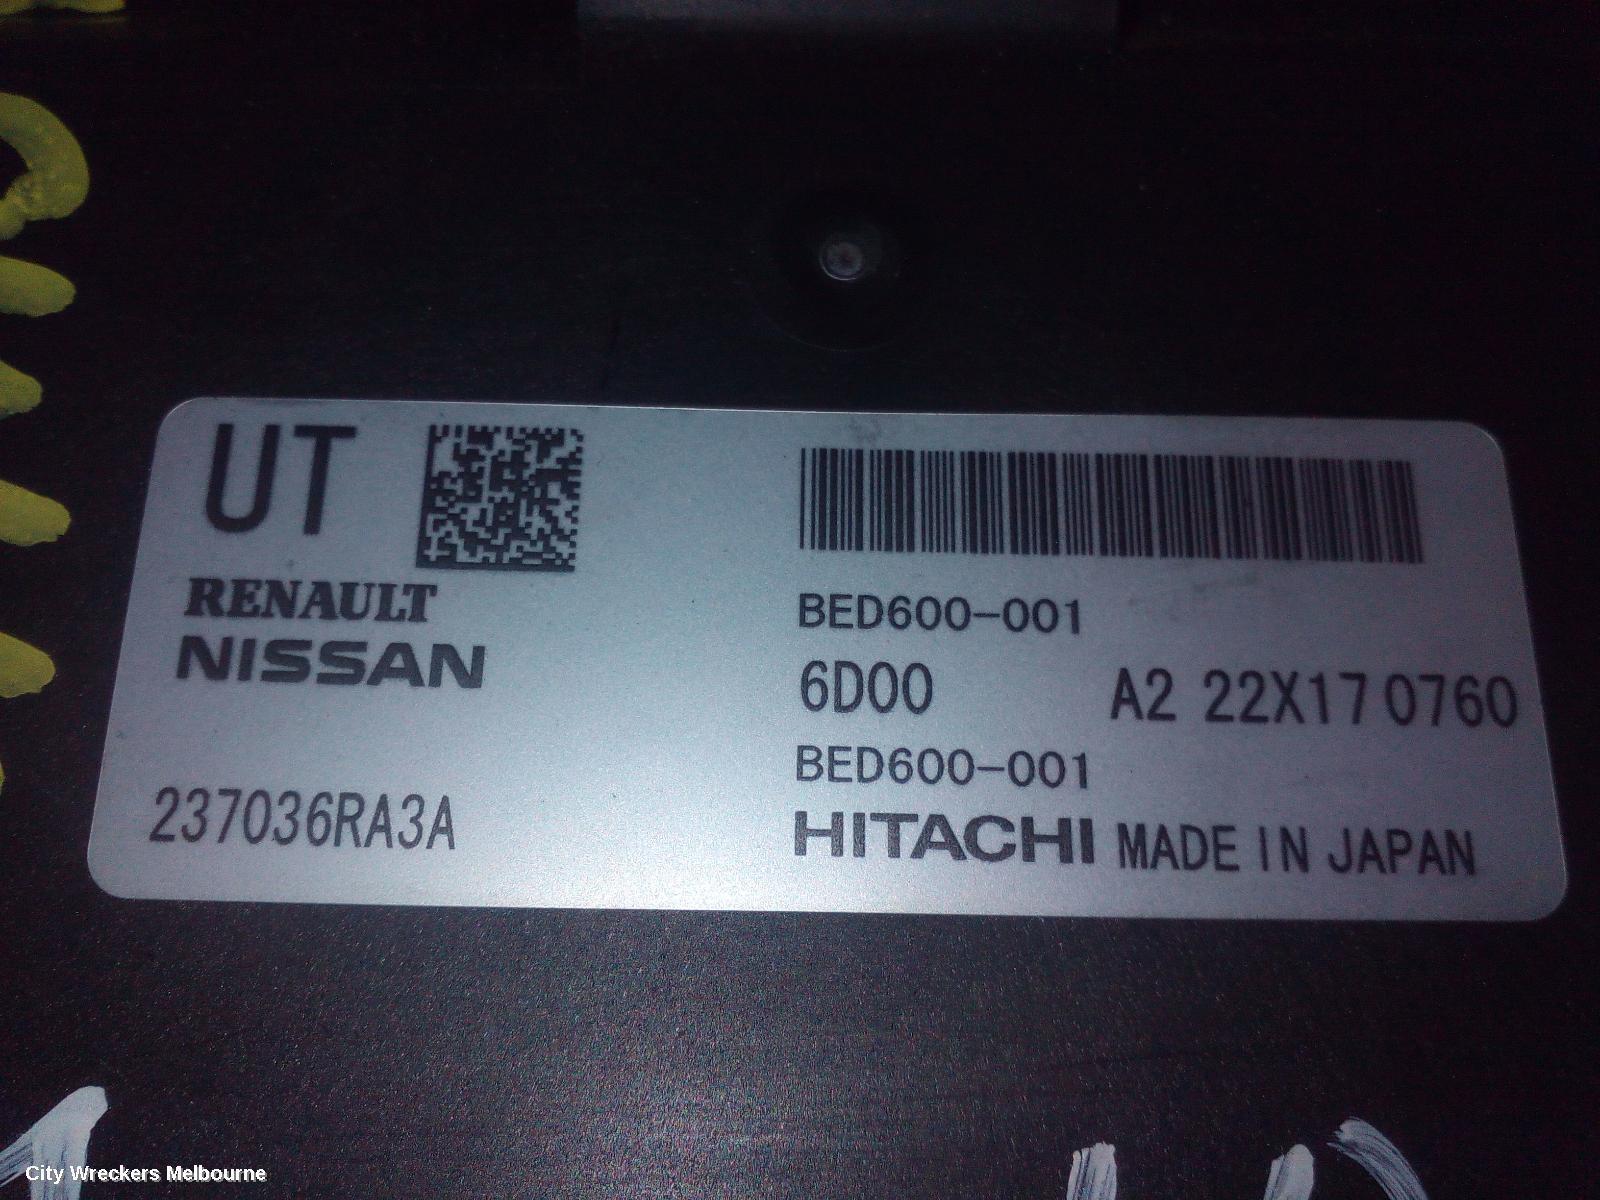 UT
RENAULT
NISSAN
237036RA3A
BED600-001
6D00 A2 22X17 0760
BED600-001
HITACHI MADE IN JAPAN
City Wreckers Melbourne